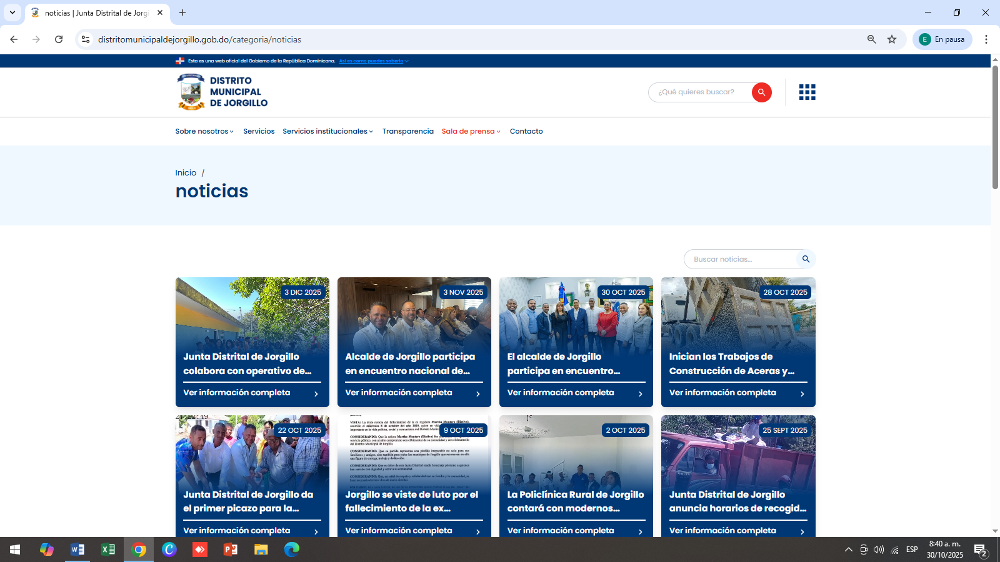 noticias | Junta Distrital de Jorgi
distritomunicipaldejorgillo.gob.do/categoria/noticias
E
En pausa
Esta es una web oficial del Gobierno de la República Dominicana. Así es como puedes saberlo
DISTRITO
MUNICIPAL
DE JORGILLO
¿Qué quieres buscar?
Sobre nosotros Servicios Servicios institucionales Transparencia Sala de prensa Contacto
Inicio /
noticias
Buscar noticias...
3 DIC 2025
Junta Distrital de Jorgillo
colabora con operativo de...
Ver información completa
3 NOV 2025
Alcalde de Jorgillo participa
en encuentro nacional de...
Ver información completa
30 OCT 2025
El alcalde de Jorgillo
participa en encuentro...
Ver información completa
28 OCT 2025
Inician los Trabajos de
Construcción de Aceras y...
Ver información completa
22 OCT 2025
Junta Distrital de Jorgillo da
el primer picazo para la...
Ver información completa
9 OCT 2025
Jorgillo se viste de luto por el
fallecimiento de la ex...
Ver información completa
2 OCT 2025
La Policlínica Rural de Jorgillo
contará con modernos...
Ver información completa
25 SEPT 2025
Junta Distrital de Jorgillo
anuncia horarios de recogid...
Ver información completa
ESP
8:40 a. m.
30/10/2025
2